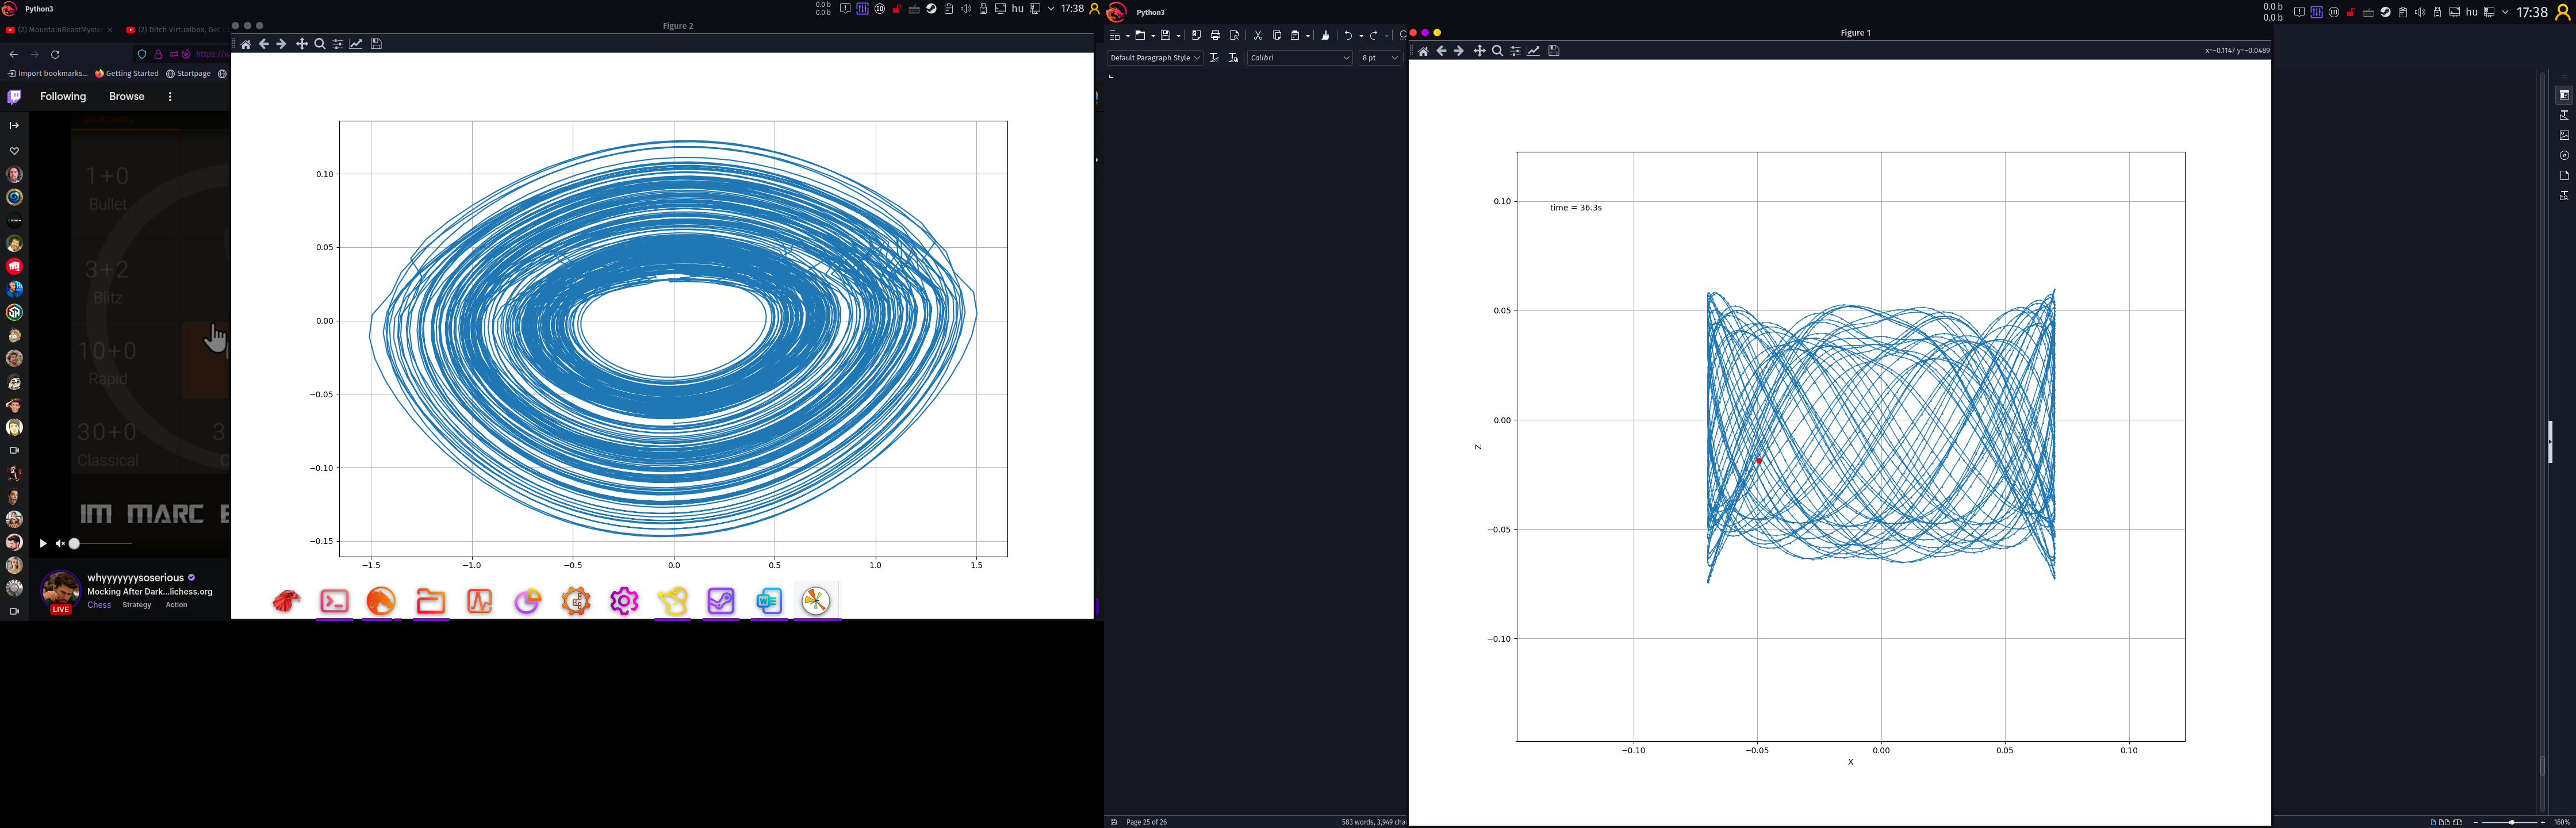 Python3
0.0 b
0.0 b
hu
17:38
(2) MountainBeastMyste
(2) Ditch Virtualbox, Get
https://
Import bookmarks...
Getting Started
Startpage
Following
Browse
1+0
Bullet
3+2
Blitz
10+0
Rapid
30+0
3
Classical
IM MARC
whyyyyyyysoserious
Mocking After Dark...lichess.org
Chess
Strategy
Action
LIVE
Figure 2
0.10
0.05
0.00
−0.05
−0.10
−0.15
−1.5
−1.0
−0.5
0.0
0.5
1.0
1.5
Python3
0.0 b
0.0 b
hu
17:38
Default Paragraph Style
Calibri
8 pt
Figure 1
x=−0.1147 y=−0.0489
time = 36.3s
0.10
0.05
0.00
−0.05
−0.10
Z
−0.10
−0.05
0.00
0.05
0.10
X
Page 25 of 26
583 words, 3,949 cha
160%